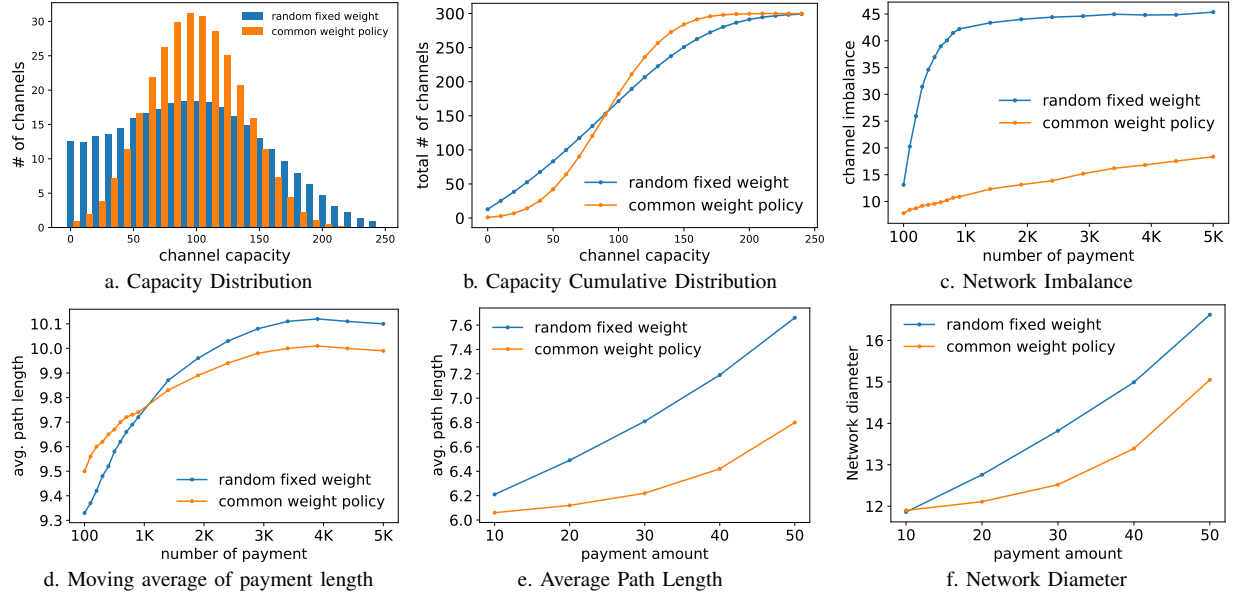 random fixed weight
common weight policy
# of channels
30
25
20
15
10
5
0
0 50 100 150 200 250
channel capacity
a. Capacity Distribution
total # of channels
300
250
200
150
100
50
0
random fixed weight
common weight policy
0 50 100 150 200 250
channel capacity
b. Capacity Cumulative Distribution
channel imbalance
45
40
35
30
25
20
15
10
random fixed weight
common weight policy
100 1K 2K 3K 4K 5K
number of payment
c. Network Imbalance
avg. path length
10.1
10.0
9.9
9.8
9.7
9.6
9.5
9.4
9.3
random fixed weight
common weight policy
100 1K 2K 3K 4K 5K
number of payment
d. Moving average of payment length
avg. path length
7.6
7.4
7.2
7.0
6.8
6.6
6.4
6.2
6.0
random fixed weight
common weight policy
10 20 30 40 50
payment amount
e. Average Path Length
Network diameter
16
15
14
13
12
random fixed weight
common weight policy
10 20 30 40 50
payment amount
f. Network Diameter